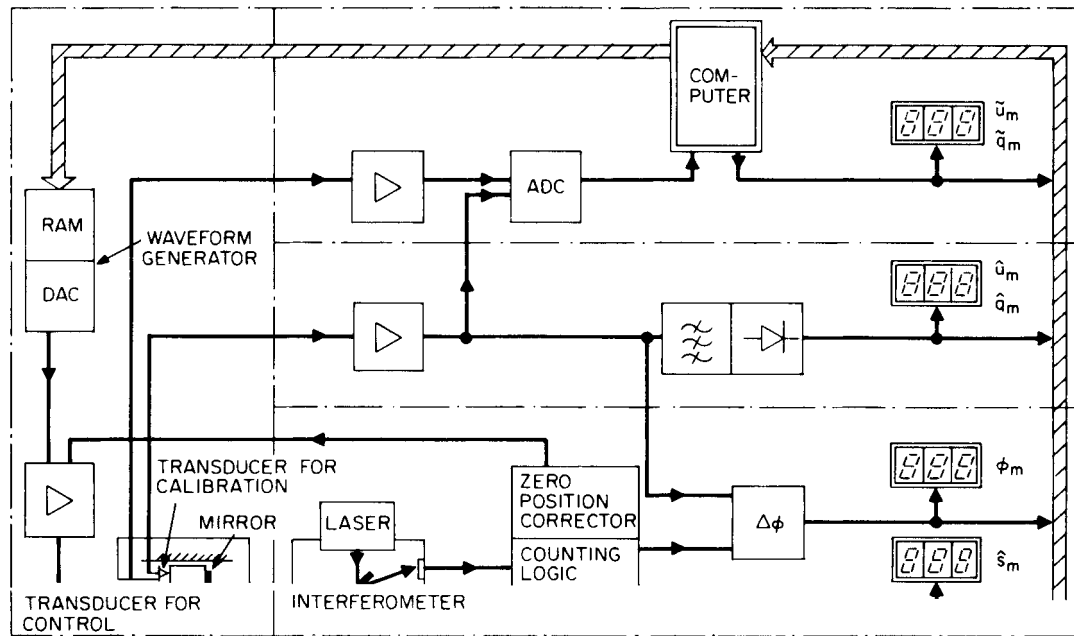 COM-
PUTER
ũm
q̃m
ADC
RAM
WAVEFORM
GENERATOR
DAC
ûm
q̂m
TRANSDUCER FOR
CALIBRATION
MIRROR
LASER
ZERO
POSITION
CORRECTOR
COUNTING
LOGIC
Δϕ
ϕm
ŝm
TRANSDUCER FOR
CONTROL
INTERFEROMETER